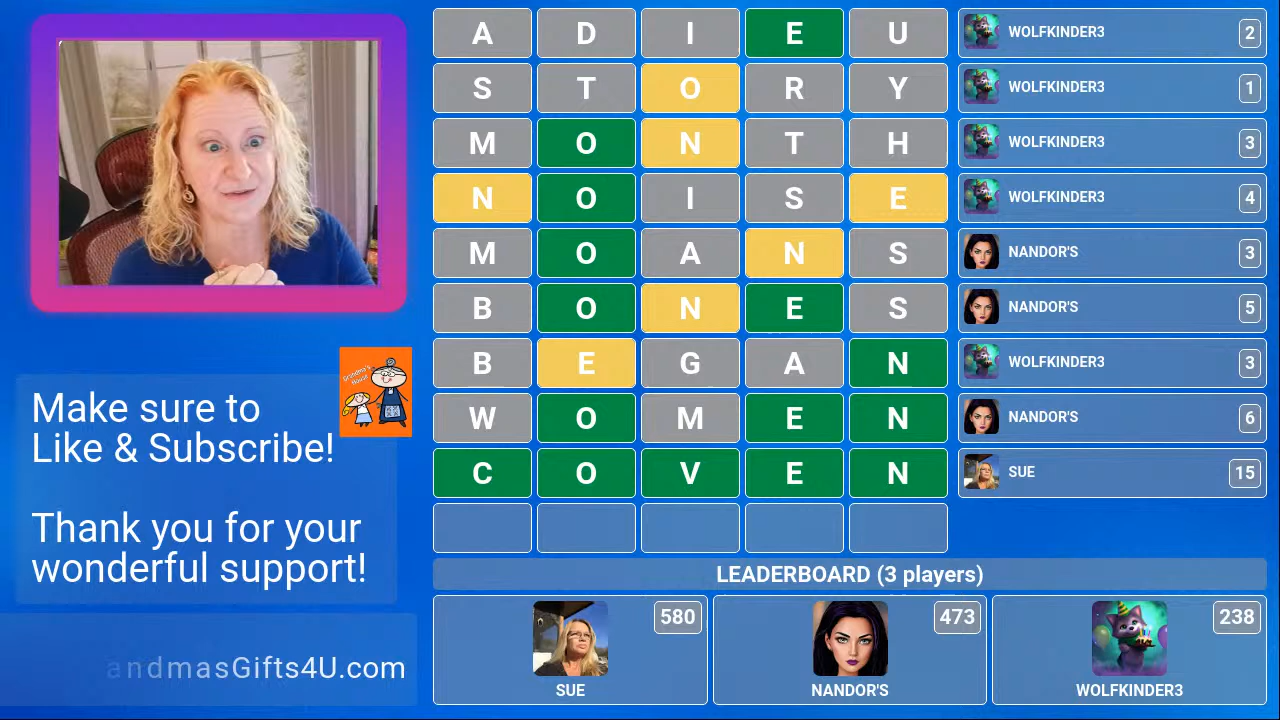 A D I E U WOLFKINDER3 2
S T O R Y WOLFKINDER3 1
M O N T H WOLFKINDER3 3
N O I S E WOLFKINDER3 4
M O A N S NANDOR'S 3
B O N E S NANDOR'S 5
B E G A N WOLFKINDER3 3
W O M E N NANDOR'S 6
C O V E N SUE 15
Grandma's
House
Make sure to
Like & Subscribe!
Thank you for your
wonderful support!
andmasGifts4U.com
LEADERBOARD (3 players)
580 473 238
SUE NANDOR'S WOLFKINDER3